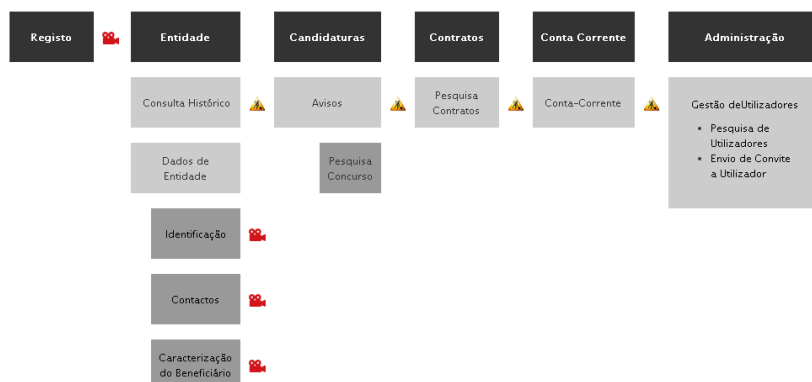 Registo
Entidade
Candidaturas
Contratos
Conta Corrente
Administração
Consulta Histórico
Avisos
Pesquisa
Contratos
Conta-Corrente
Gestão deUtilizadores
• Pesquisa de
Utilizadores
• Envio de Convite
a Utilizador
Dados de
Entidade
Pesquisa
Concurso
Identificação
Contactos
Caracterização
do Beneficiário